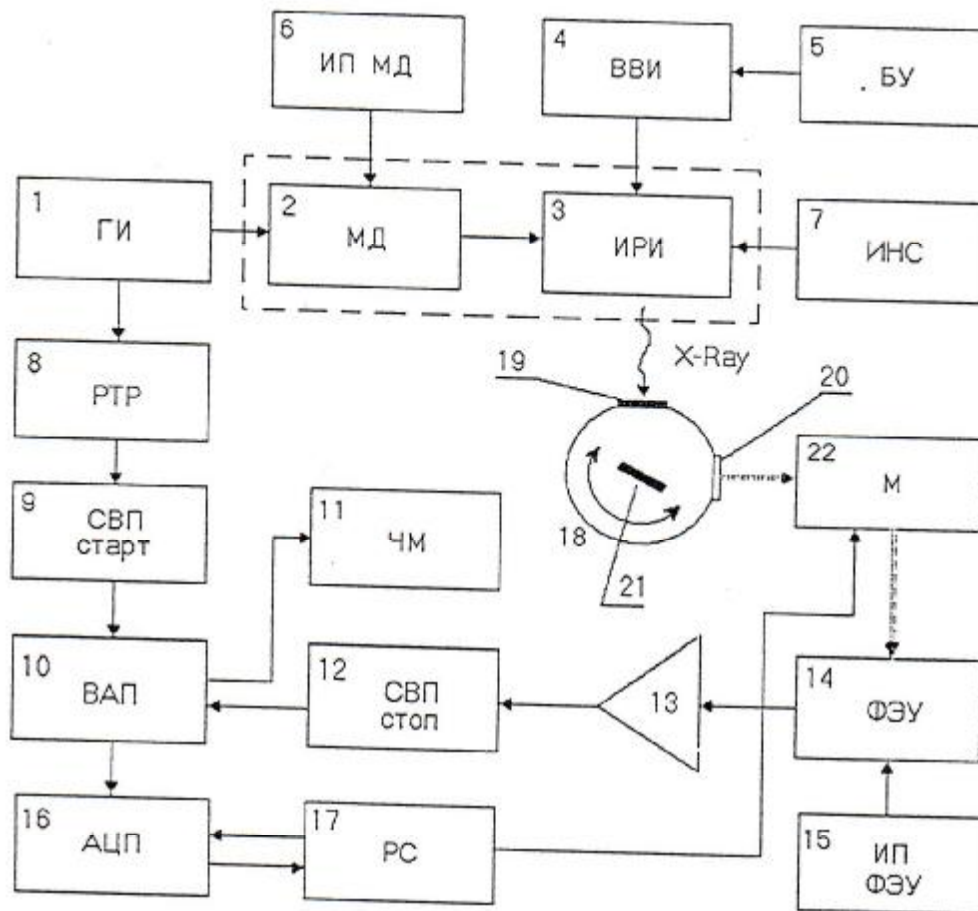 6
ИП МД
4
ВВИ
5
БУ
1
ГИ
2
МД
3
ИРИ
7
ИНС
X-Ray
8
РТР
19
20
22
М
9
СВП
старт
11
ЧМ
18
21
10
ВАП
12
СВП
стоп
13
14
ФЭУ
16
АЦП
17
РС
15
ИП
ФЭУ